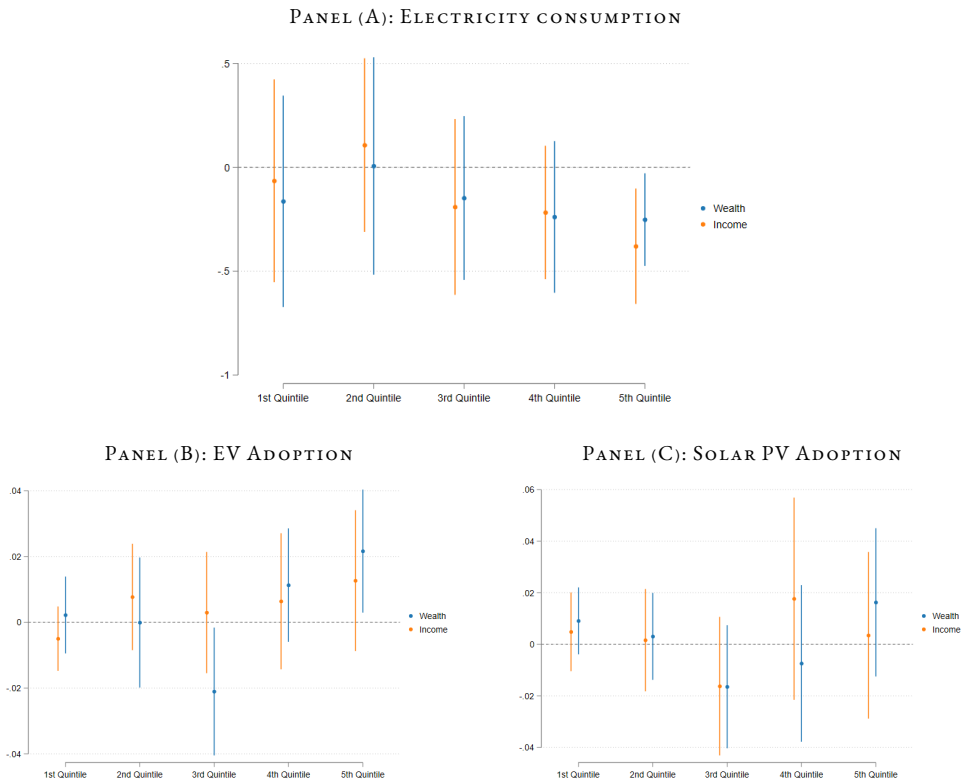 PANEL (A): ELECTRICITY CONSUMPTION
.5
0
-.5
-1
1st Quintile 2nd Quintile 3rd Quintile 4th Quintile 5th Quintile
Wealth
Income
PANEL (B): EV ADOPTION
.04
.02
0
-.02
-.04
1st Quintile 2nd Quintile 3rd Quintile 4th Quintile 5th Quintile
Wealth
Income
PANEL (C): SOLAR PV ADOPTION
.06
.04
.02
0
-.02
-.04
1st Quintile 2nd Quintile 3rd Quintile 4th Quintile 5th Quintile
Wealth
Income